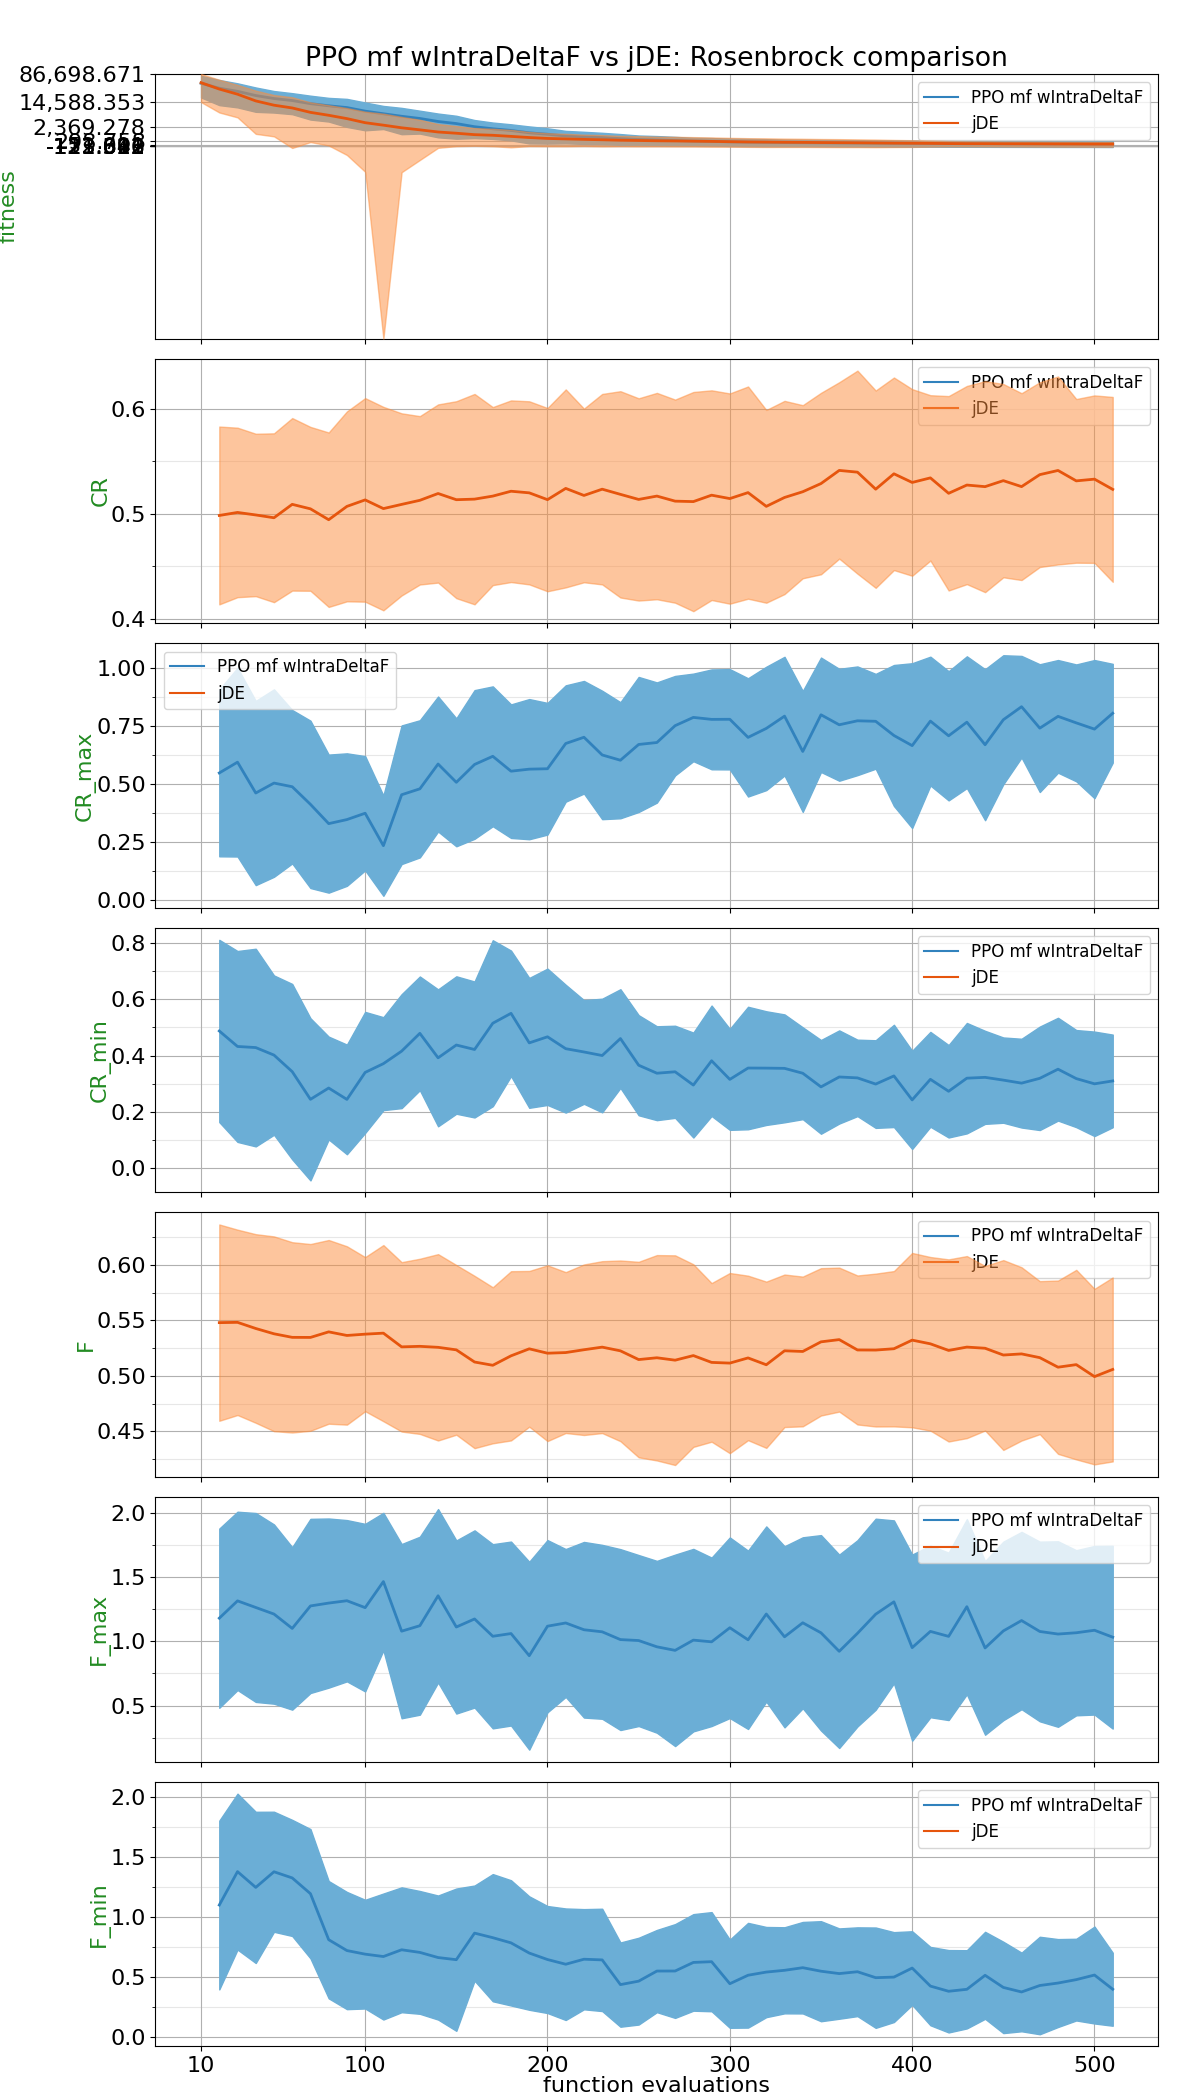 PPO mf wIntraDeltaF vs jDE: Rosenbrock comparison
86,698.671
14,588.353
2,369.278
fitness
PPO mf wIntraDeltaF
jDE
0.6
0.5
0.4
CR
PPO mf wIntraDeltaF
jDE
1.00
0.75
0.50
0.25
0.00
CR_max
PPO mf wIntraDeltaF
jDE
0.8
0.6
0.4
0.2
0.0
CR_min
PPO mf wIntraDeltaF
jDE
0.60
0.55
0.50
0.45
F
PPO mf wIntraDeltaF
jDE
2.0
1.5
1.0
0.5
F_max
PPO mf wIntraDeltaF
jDE
2.0
1.5
1.0
0.5
0.0
F_min
PPO mf wIntraDeltaF
jDE
10 100 200 300 400 500
function evaluations